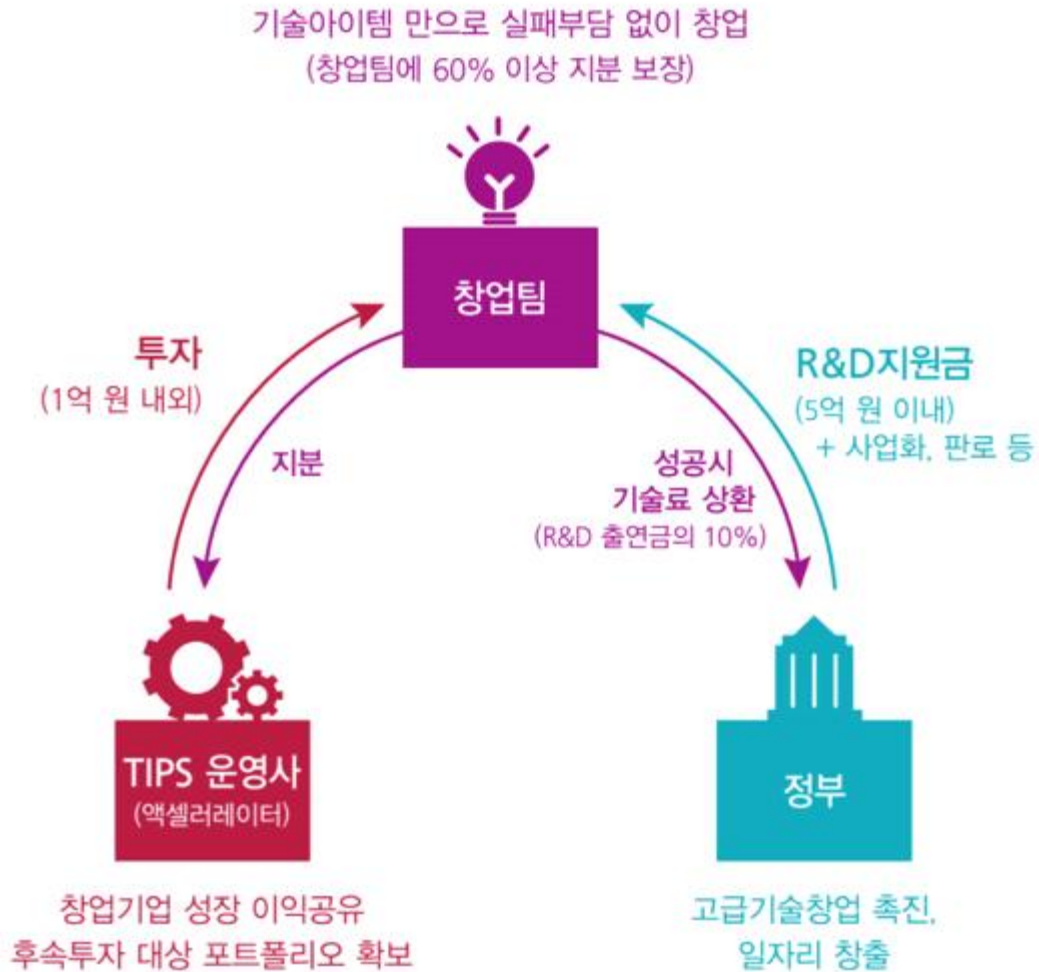 기술아이템 만으로 실패부담 없이 창업
(창업팀에 60% 이상 지분 보장)
창업팀
투자
(1억 원 내외)
지분
R&D지원금
(5억 원 이내)
+ 사업화, 판로 등
성공시
기술료 상환
(R&D 출연금의 10%)
TIPS 운영사
(액셀러레이터)
창업기업 성장 이익공유
후속투자 대상 포트폴리오 확보
정부
고급기술창업 촉진,
일자리 창출